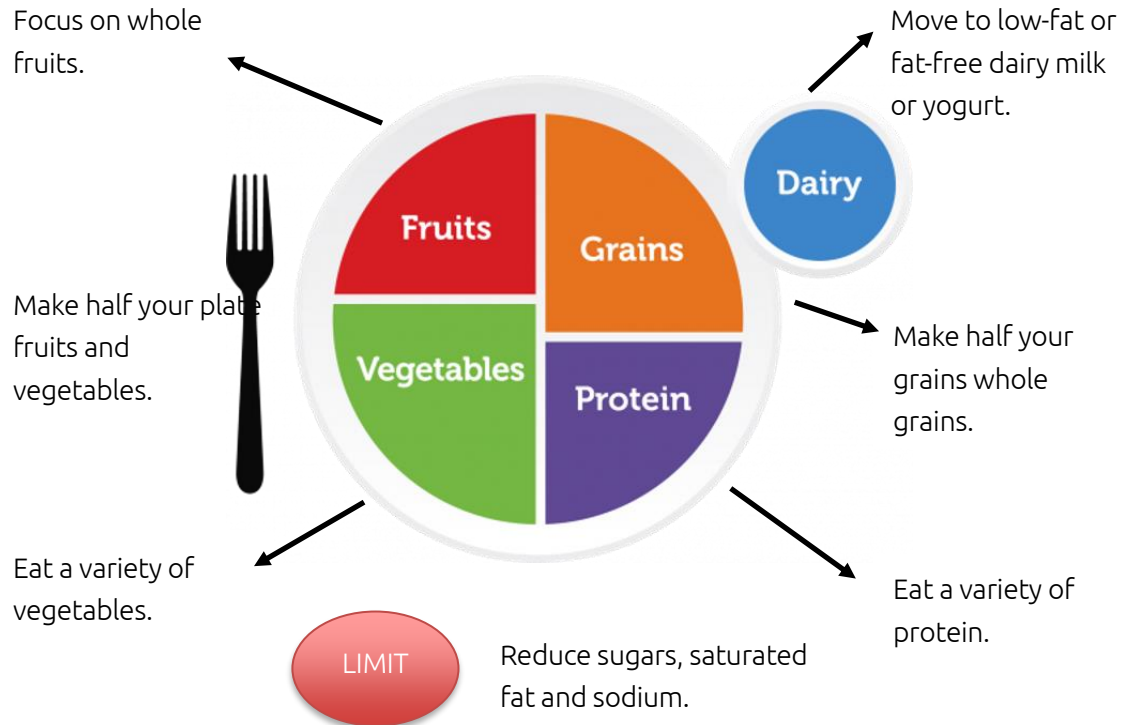 Focus on whole
fruits.
Move to low-fat or
fat-free dairy milk
or yogurt.
Dairy
Fruits
Grains
Make half your plate
fruits and
vegetables.
Make half your
grains whole
grains.
Vegetables
Protein
Eat a variety of
vegetables.
Eat a variety of
protein.
LIMIT
Reduce sugars, saturated
fat and sodium.